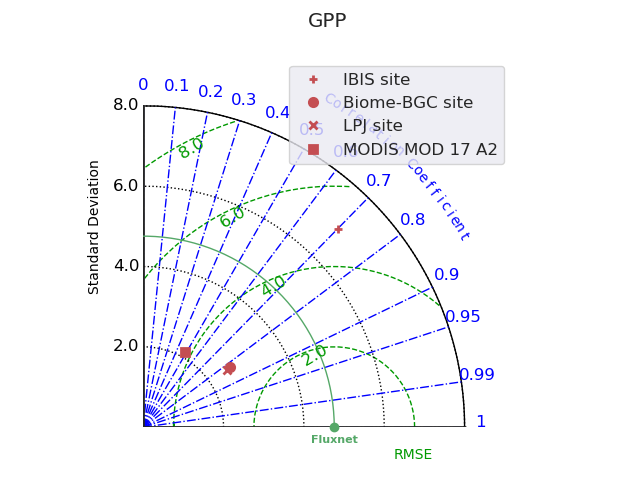 GPP
IBIS site
Biome-BGC site
LPJ site
MODIS MOD 17 A2
Correlation Coefficient
0 0.1 0.2 0.3 0.4 0.5 0.6 0.7 0.8 0.9 0.95 0.99 1
Standard Deviation
8.0
6.0
4.0
2.0
8.0
6.0
4.0
2.0
Fluxnet
RMSE